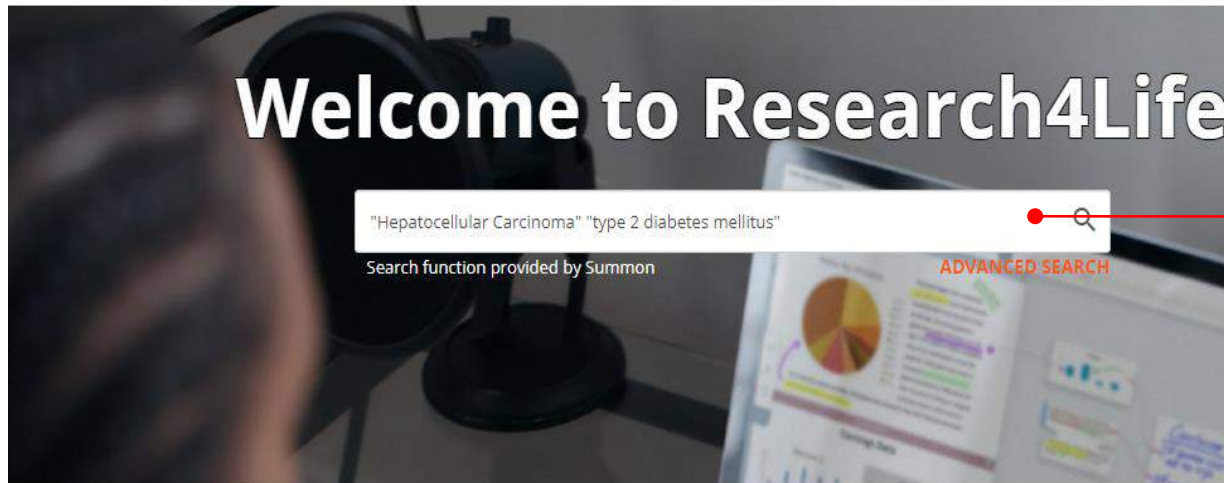 Welcome to Research4Life
"Hepatocellular Carcinoma" "type 2 diabetes mellitus"
Search function provided by Summon
ADVANCED SEARCH